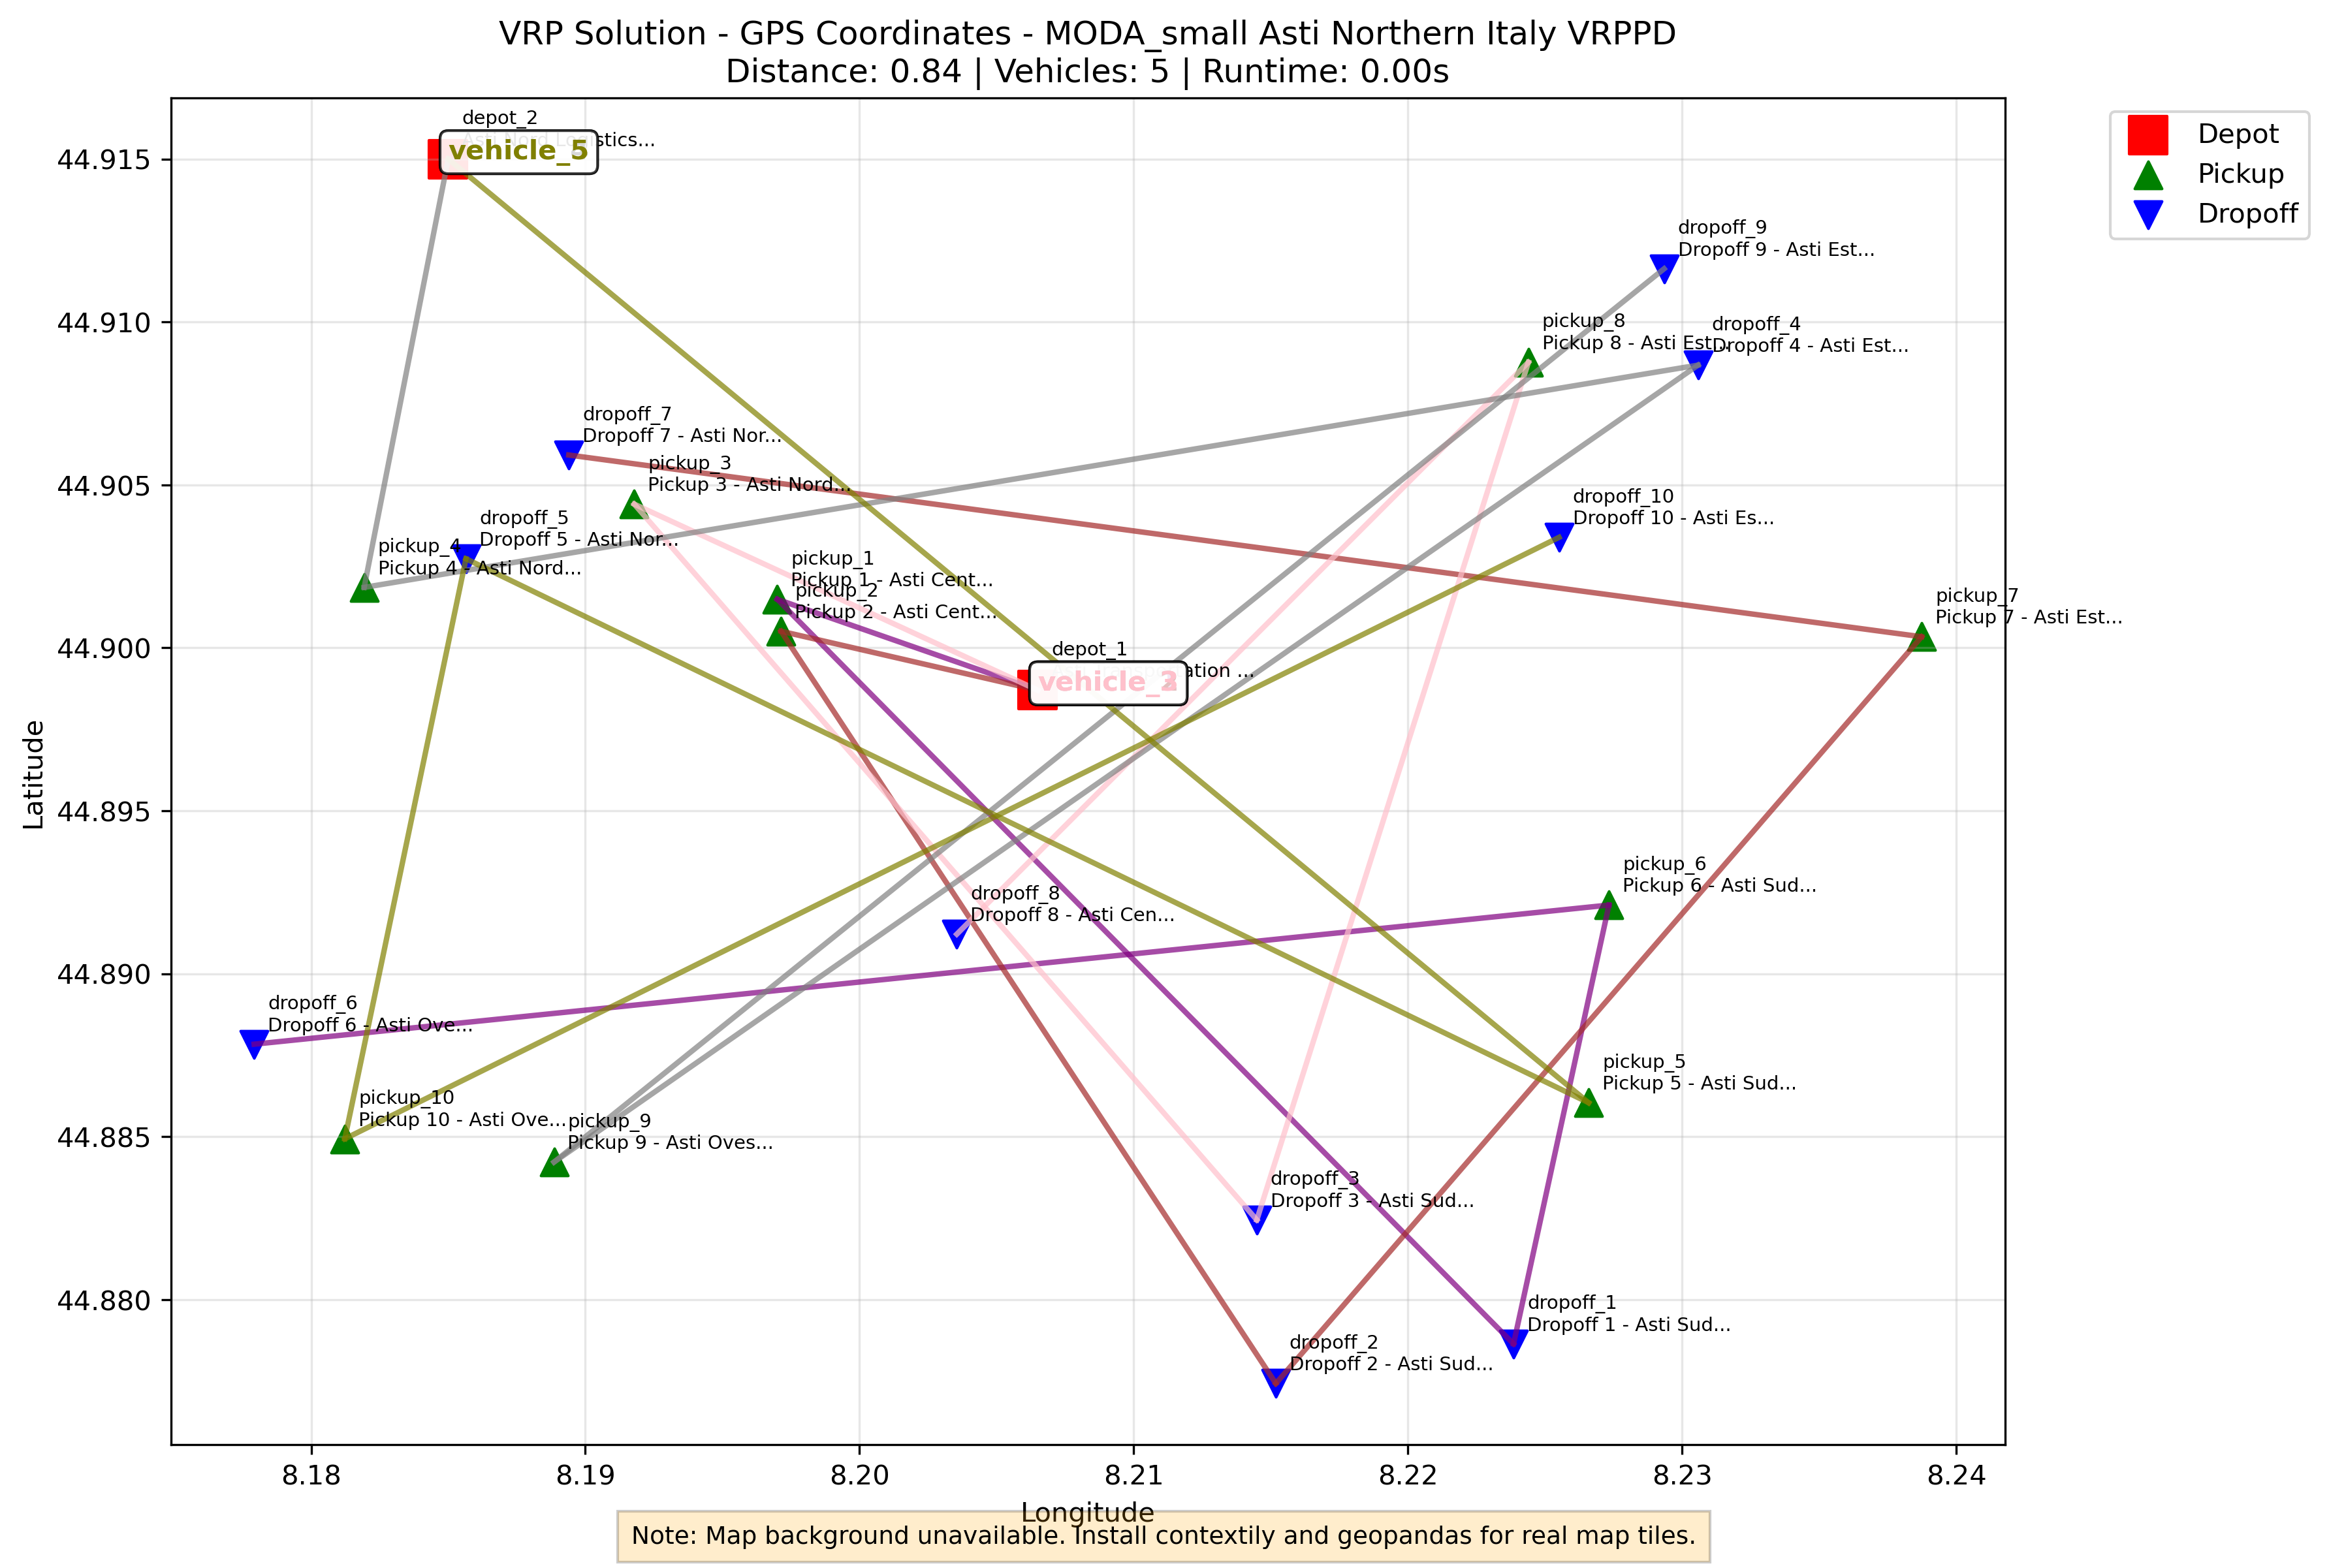 VRP Solution - GPS Coordinates - MODA_small Asti Northern Italy VRPPD
Distance: 0.84 | Vehicles: 5 | Runtime: 0.00s
Depot
Pickup
Dropoff
depot_2
vehicle_5
dropoff_9
Dropoff 9 - Asti Est...
pickup_8
Pickup 8 - Asti Est...
dropoff_4
Dropoff 4 - Asti Est...
dropoff_7
Dropoff 7 - Asti Nor...
pickup_3
Pickup 3 - Asti Nord...
dropoff_10
Dropoff 10 - Asti Es...
dropoff_5
Dropoff 5 - Asti Nor...
pickup_4
Pickup 4 - Asti Nord...
pickup_1
Pickup 1 - Asti Cent...
pickup_2
Pickup 2 - Asti Cent...
pickup_7
Pickup 7 - Asti Est...
depot_1
pickup_6
Pickup 6 - Asti Sud...
dropoff_8
Dropoff 8 - Asti Cen...
dropoff_6
Dropoff 6 - Asti Ove...
pickup_5
Pickup 5 - Asti Sud...
pickup_10
Pickup 10 - Asti Ove...
pickup_9
Pickup 9 - Asti Oves...
dropoff_3
Dropoff 3 - Asti Sud...
dropoff_1
Dropoff 1 - Asti Sud...
dropoff_2
Dropoff 2 - Asti Sud...
44.915
44.910
44.905
44.900
44.895
44.890
44.885
44.880
Latitude
8.18 8.19 8.20 8.21 8.22 8.23 8.24
Longitude
Note: Map background unavailable. Install contextily and geopandas for real map tiles.